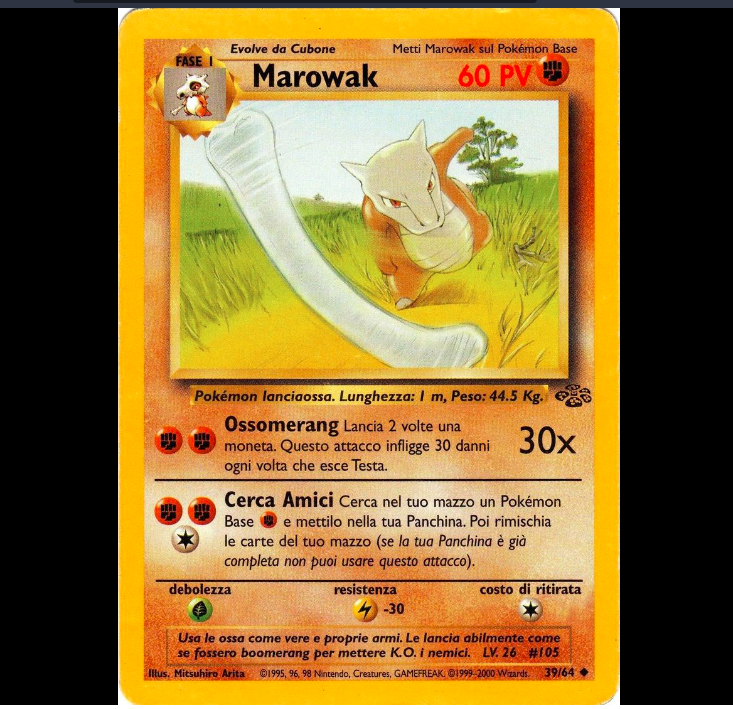 Evolve da Cubone Metti Marowak sul Pokémon Base
FASE 1
Marowak 60 PV
Pokémon lanciaossa. Lunghezza: 1 m, Peso: 44.5 Kg.
Ossomerang Lancia 2 volte una
moneta. Questo attacco infligge 30 danni
ogni volta che esce Testa.
30x
Cerca Amici Cerca nel tuo mazzo un Pokémon
Base e mettilo nella tua Panchina. Poi rimischia
le carte del tuo mazzo (se la tua Panchina è già
completa non puoi usare questo attacco).
debolezza resistenza costo di ritirata
-30
Usa le ossa come vere e proprie armi. Le lancia abilmente come
se fossero boomerang per mettere K.O. i nemici. LV. 26 #105
Illus. Mitsuhiro Arita ©1995, 96, 98 Nintendo, Creatures, GAMEFREAK. ©1999-2000 Wizards. 39/64